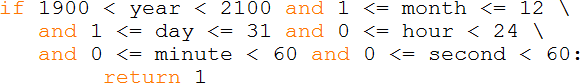 if 1900 < year < 2100 and 1 <= month <= 12 \
and 1 <= day <= 31 and 0 <= hour < 24 \
and 0 <= minute < 60 and 0 <= second < 60:
return 1